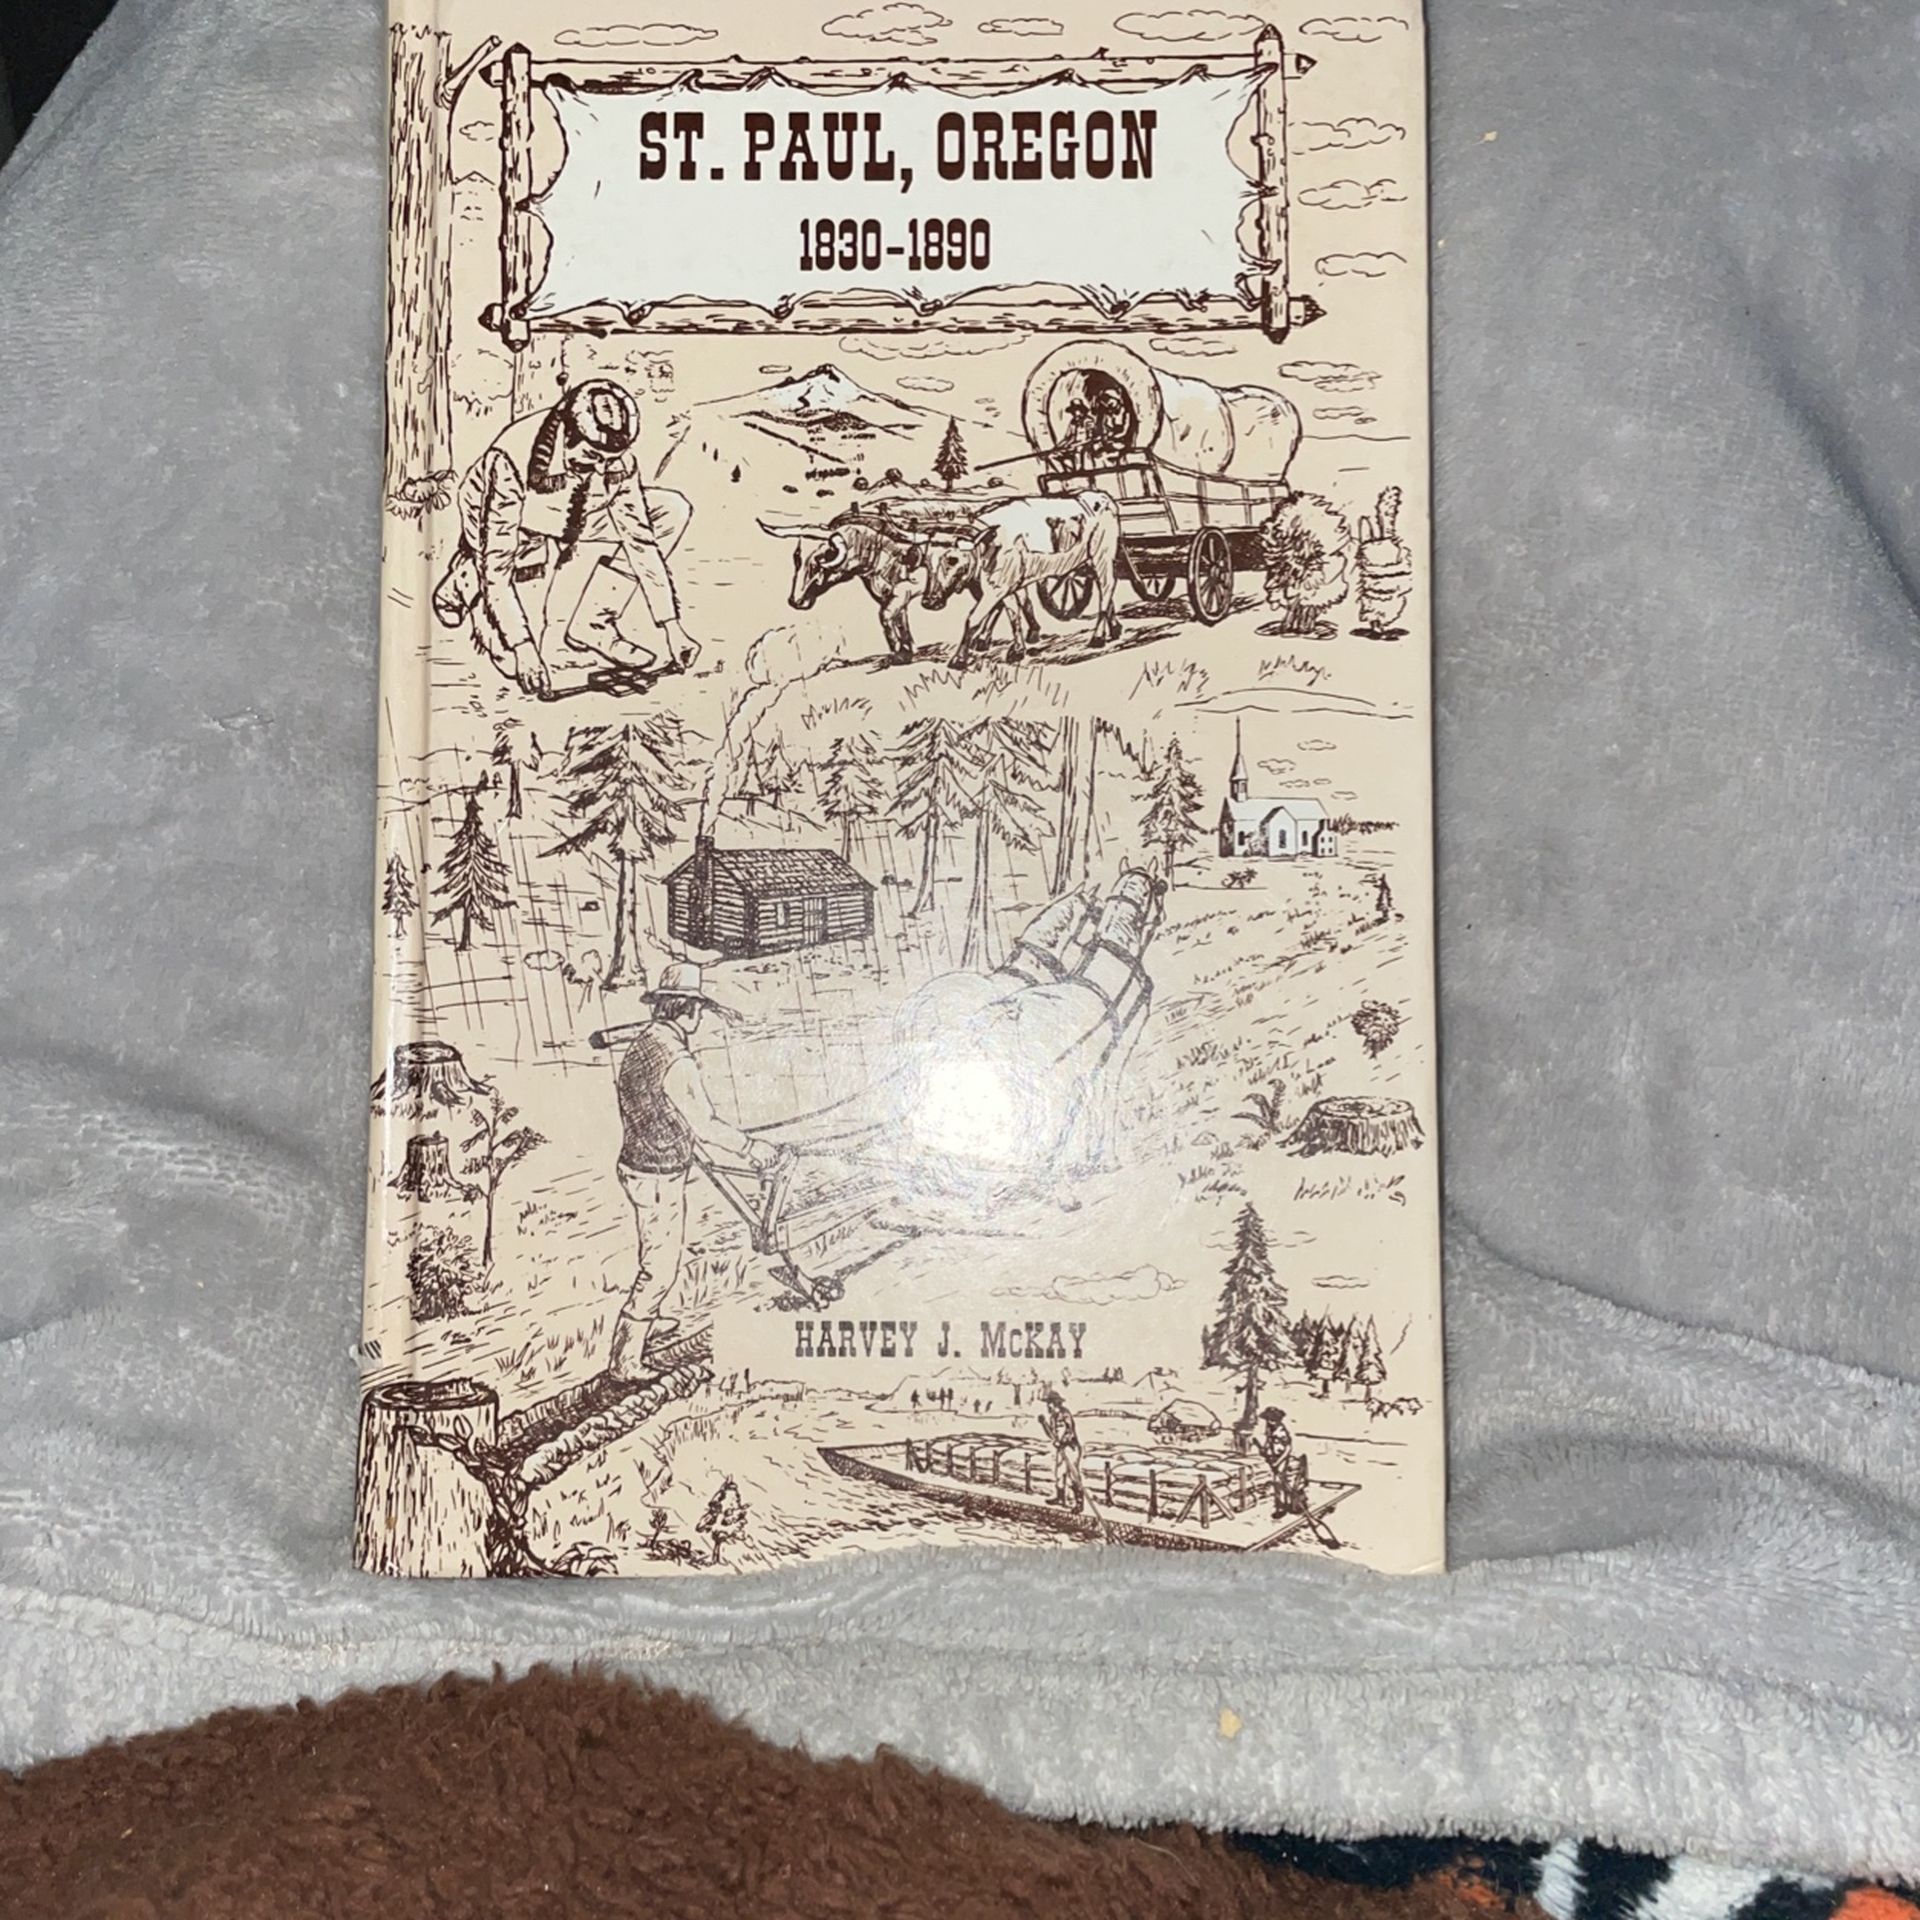 ST. PAUL, OREGON
1830-1890
HARVEY J. McKAY